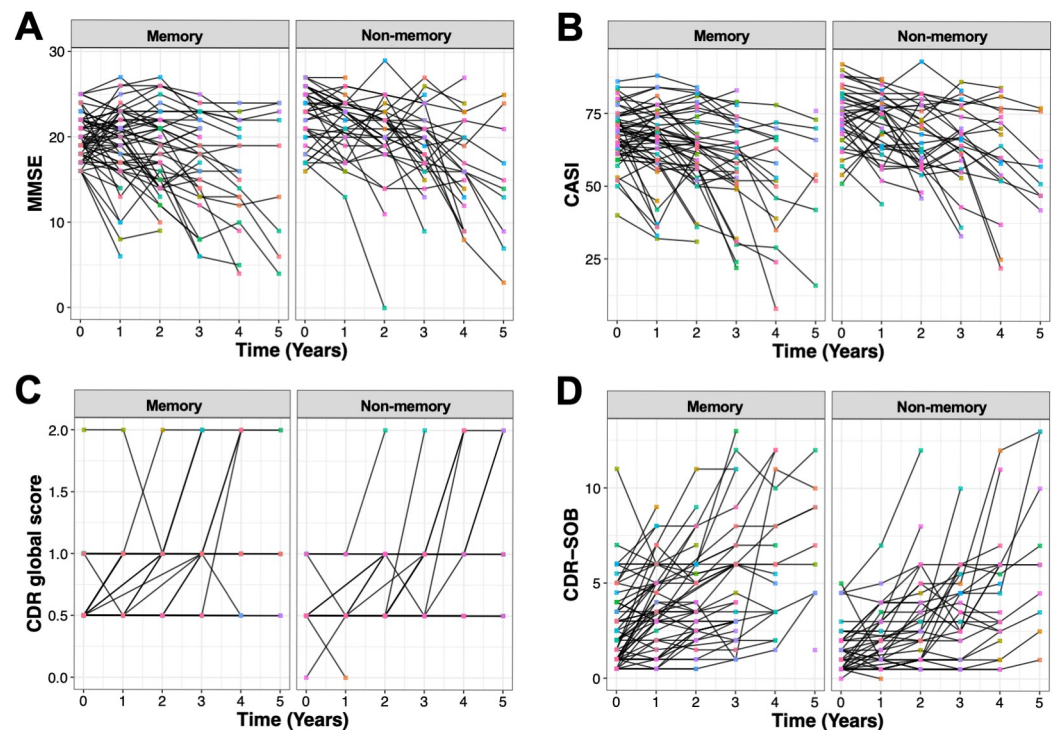 A
Memory
Non-memory
MMSE
30
20
10
0
0 1 2 3 4 5
0 1 2 3 4 5
Time (Years)
B
Memory
Non-memory
CASI
75
50
25
0 1 2 3 4 5
0 1 2 3 4 5
Time (Years)
C
Memory
Non-memory
CDR global score
2.0
1.5
1.0
0.5
0.0
0 1 2 3 4 5
0 1 2 3 4 5
Time (Years)
D
Memory
Non-memory
CDR–SOB
10
5
0
0 1 2 3 4 5
0 1 2 3 4 5
Time (Years)